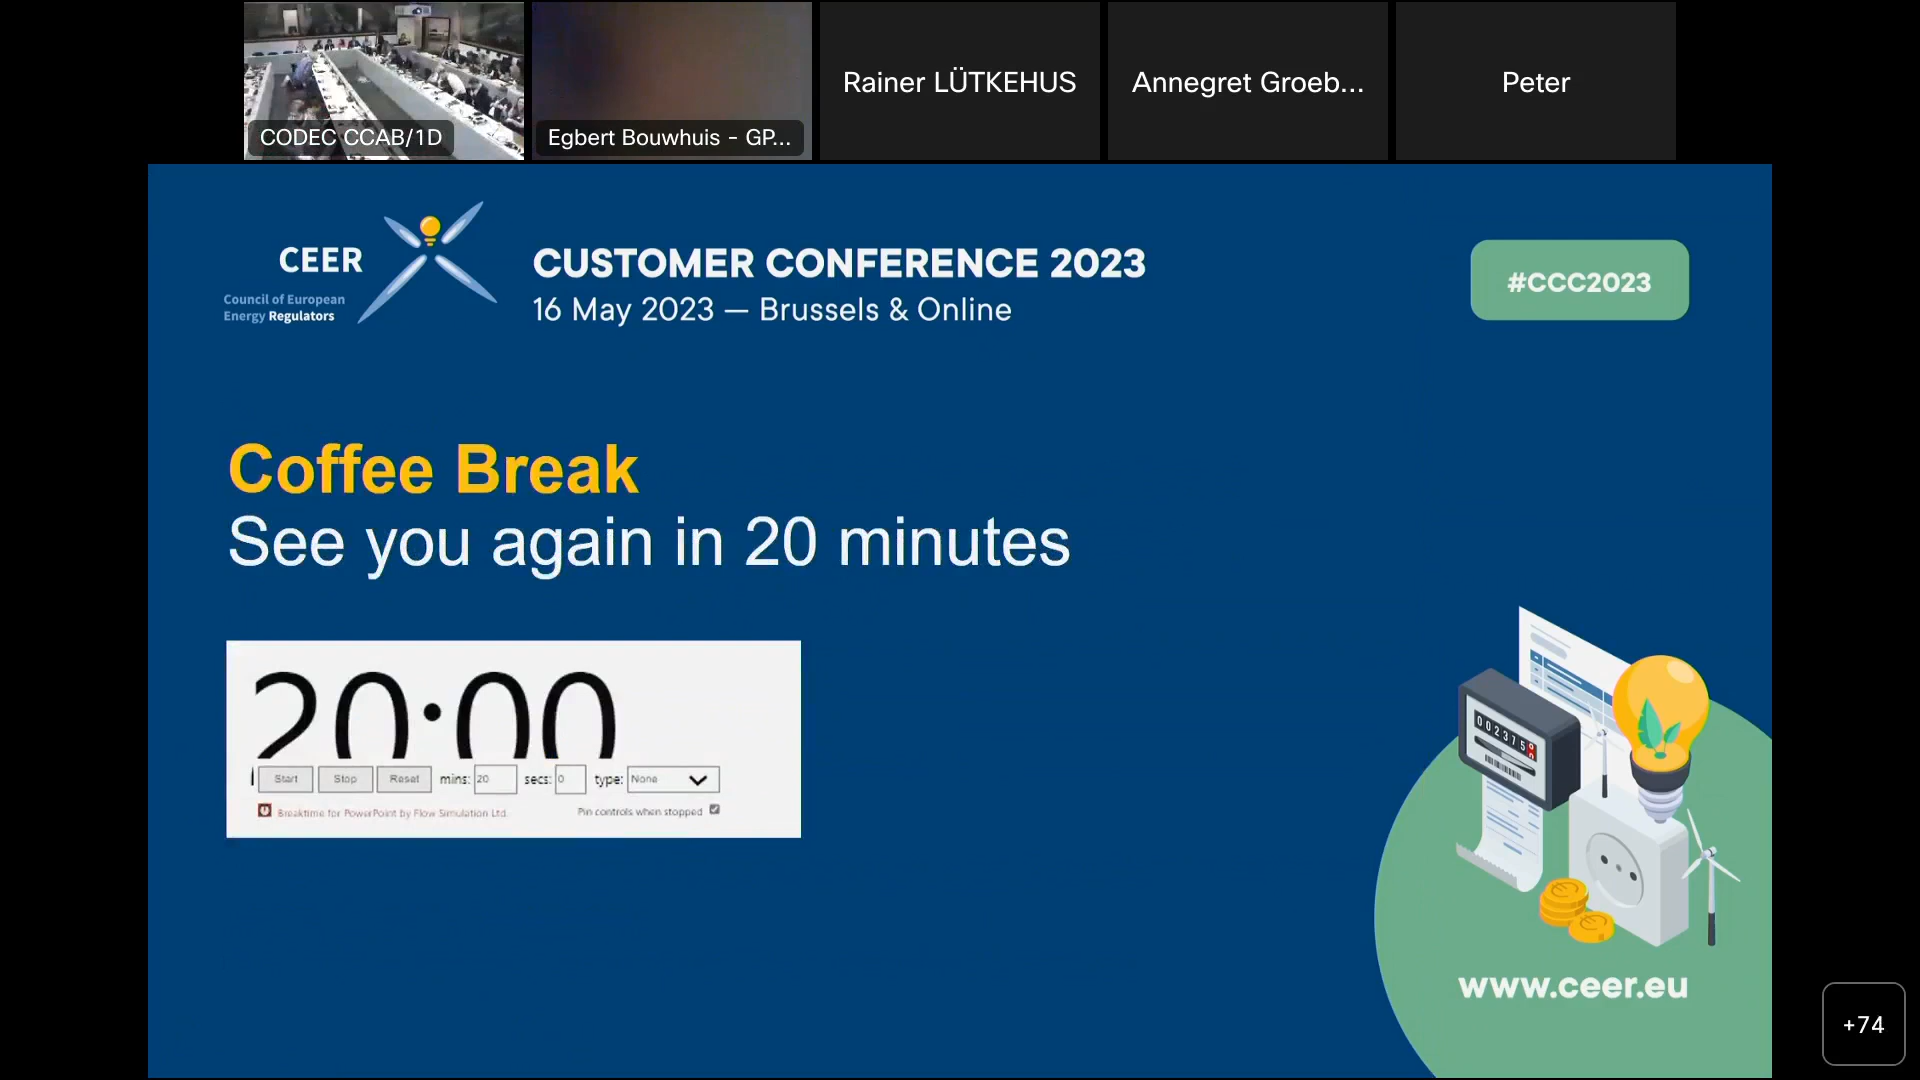 CODEC CCAB/1D
Egbert Bouwhuis - GP...
Rainer LÜTKEHUS
Annegret Groeb...
Peter
CEER
Council of European
Energy Regulators
CUSTOMER CONFERENCE 2023
16 May 2023 — Brussels & Online
#CCC2023
Coffee Break
See you again in 20 minutes
20:00
Start Stop Reset mins: 20 secs: 0 type: None
Breaktime for PowerPoint by Flow Simulation Ltd.
Pin controls when stopped
www.ceer.eu
+74